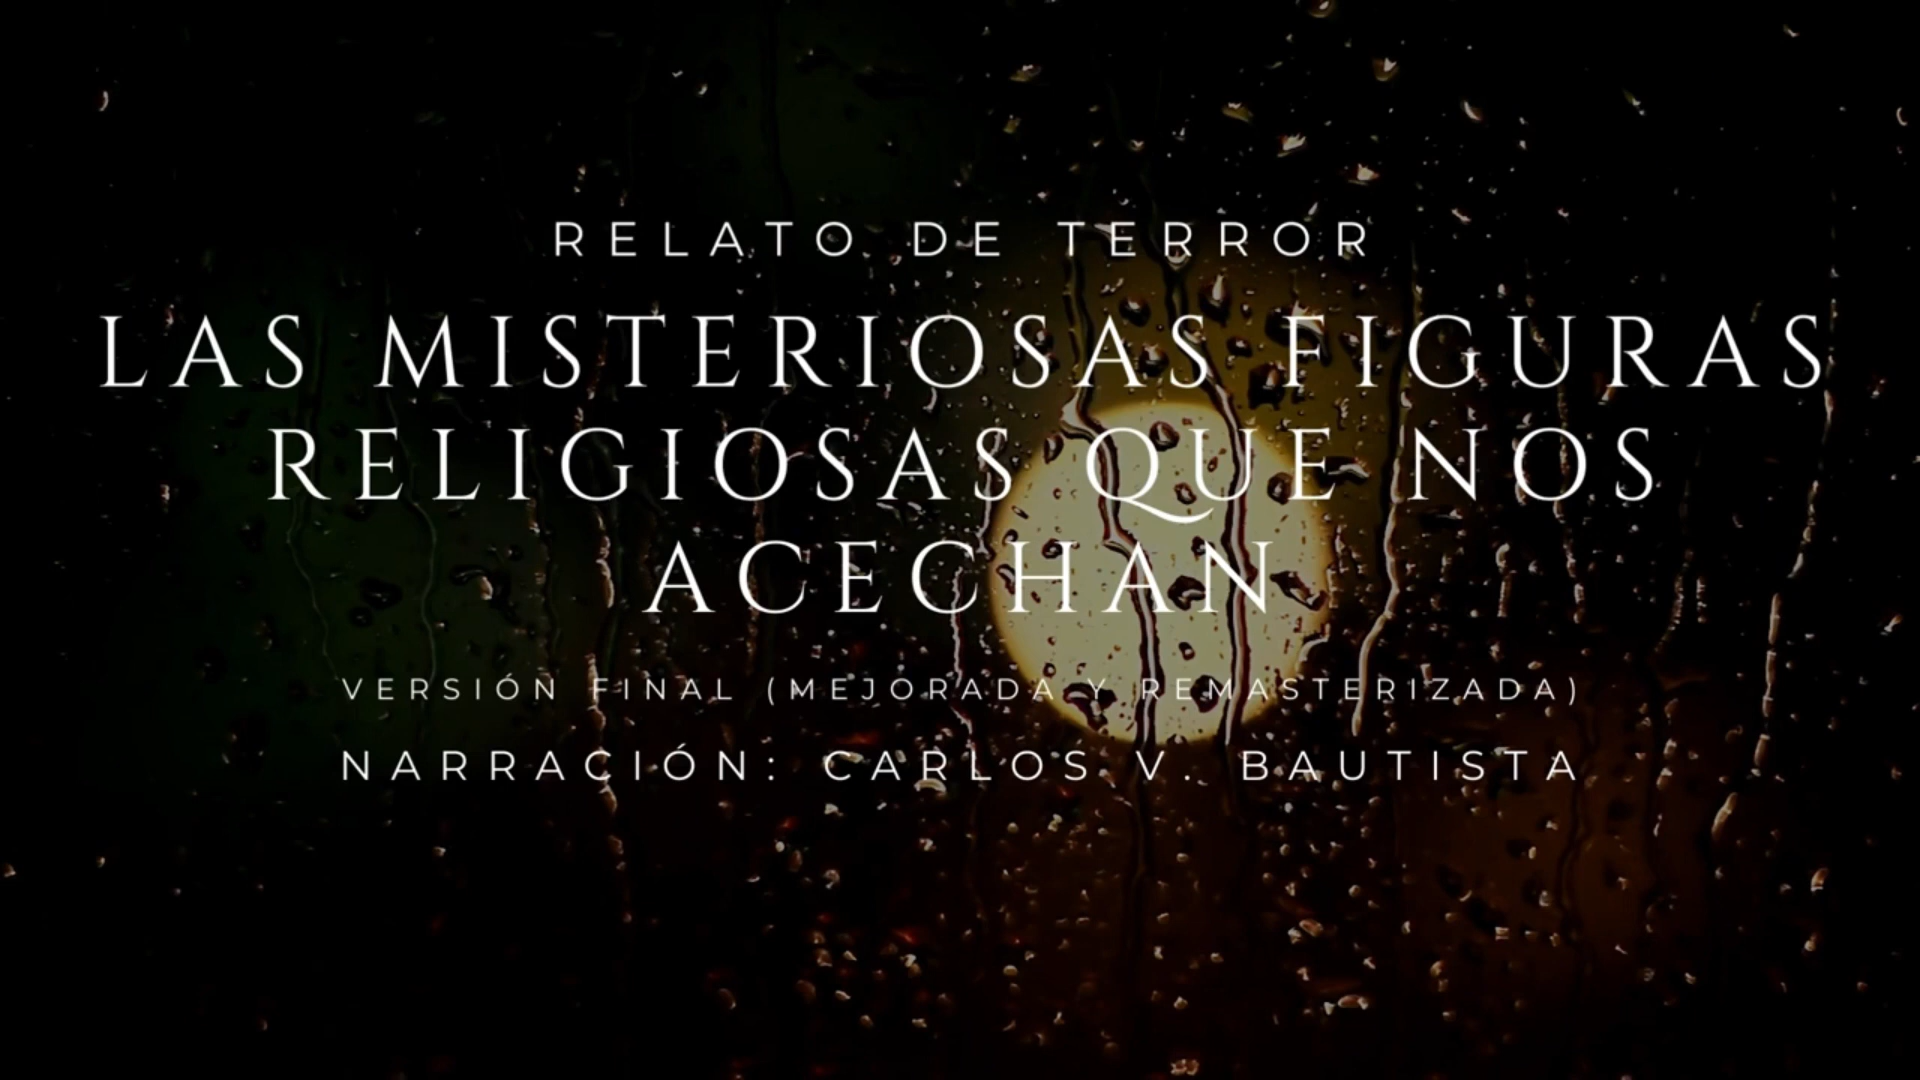 RELATO DE TERROR
LAS MISTERIOSAS FIGURAS
RELIGIOSAS QUE NOS
ACECHAN
VERSIÓN FINAL (MEJORADA Y REMASTERIZADA)
NARRACIÓN: CARLOS V. BAUTISTA